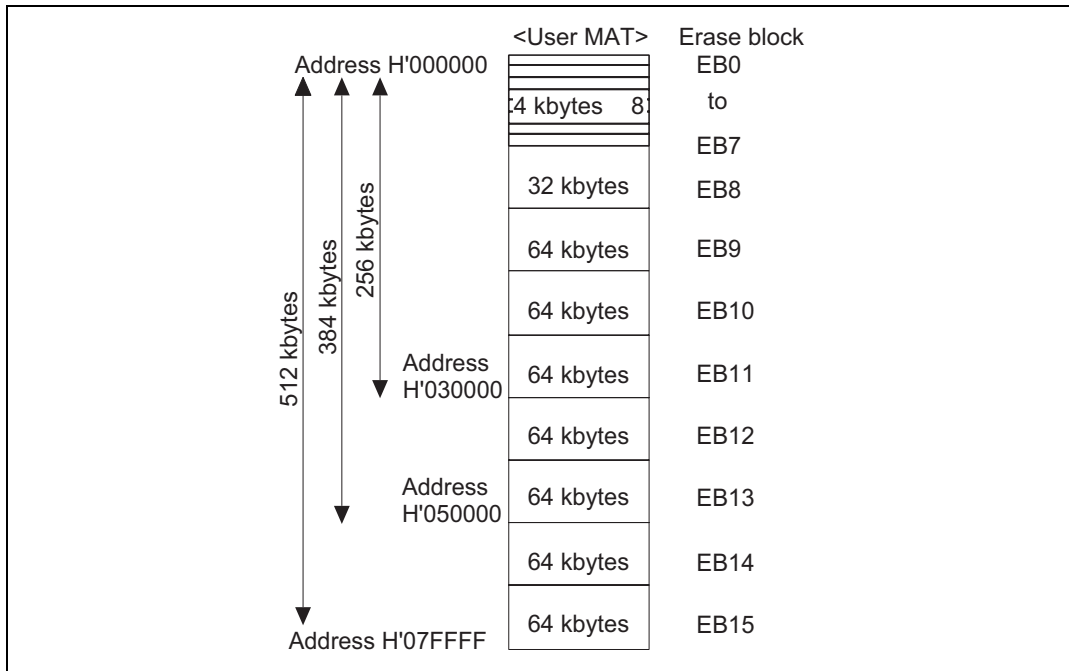 <User MAT> Erase block
Address H'000000 EB0
4 kbytes 8 to
EB7
32 kbytes EB8
64 kbytes EB9
64 kbytes EB10
Address
H'030000
64 kbytes EB11
64 kbytes EB12
Address
H'050000
64 kbytes EB13
64 kbytes EB14
Address H'07FFFF
64 kbytes EB15
512 kbytes
384 kbytes
256 kbytes